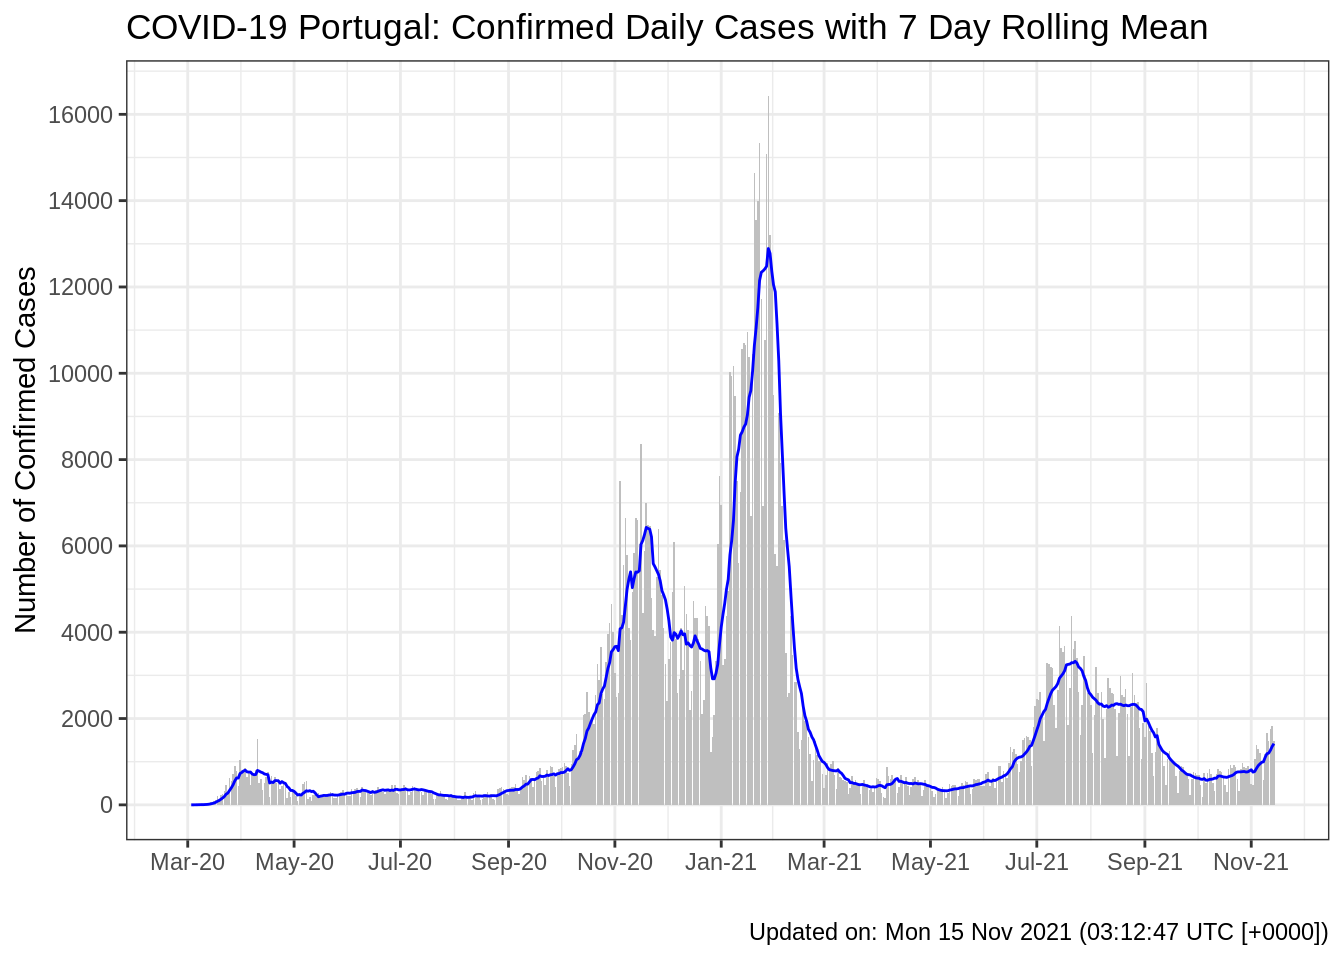 COVID-19 Portugal: Confirmed Daily Cases with 7 Day Rolling Mean
Number of Confirmed Cases
16000
14000
12000
10000
8000
6000
4000
2000
0
Mar-20 May-20 Jul-20 Sep-20 Nov-20 Jan-21 Mar-21 May-21 Jul-21 Sep-21 Nov-21
Updated on: Mon 15 Nov 2021 (03:12:47 UTC [+0000])